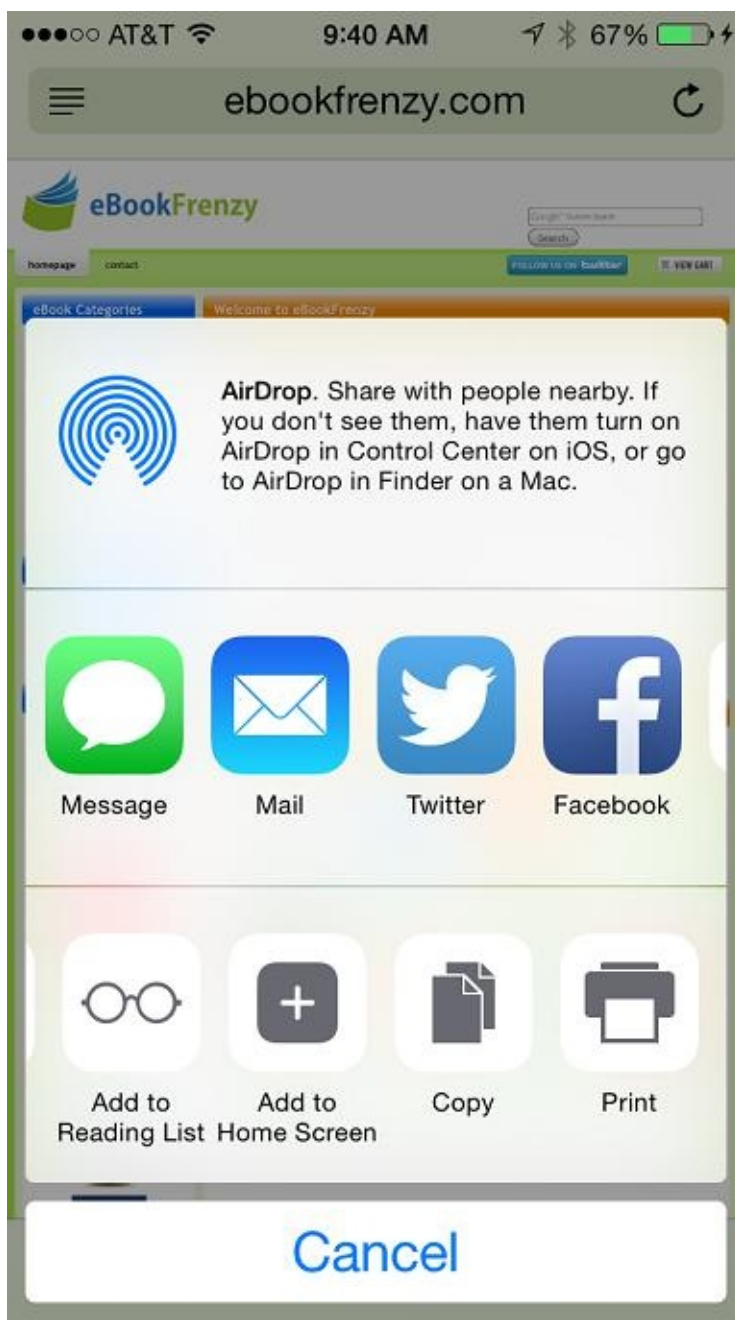 AT&T 9:40 AM 67%
ebookfrenzy.com
eBookFrenzy
Search
homepage contact FOLLOW US ON twitter VIEW CART
eBook Categories Welcome to eBookFrenzy
AirDrop. Share with people nearby. If
you don't see them, have them turn on
AirDrop in Control Center on iOS, or go
to AirDrop in Finder on a Mac.
Message Mail Twitter Facebook
Add to Add to Copy Print
Reading List Home Screen
Cancel